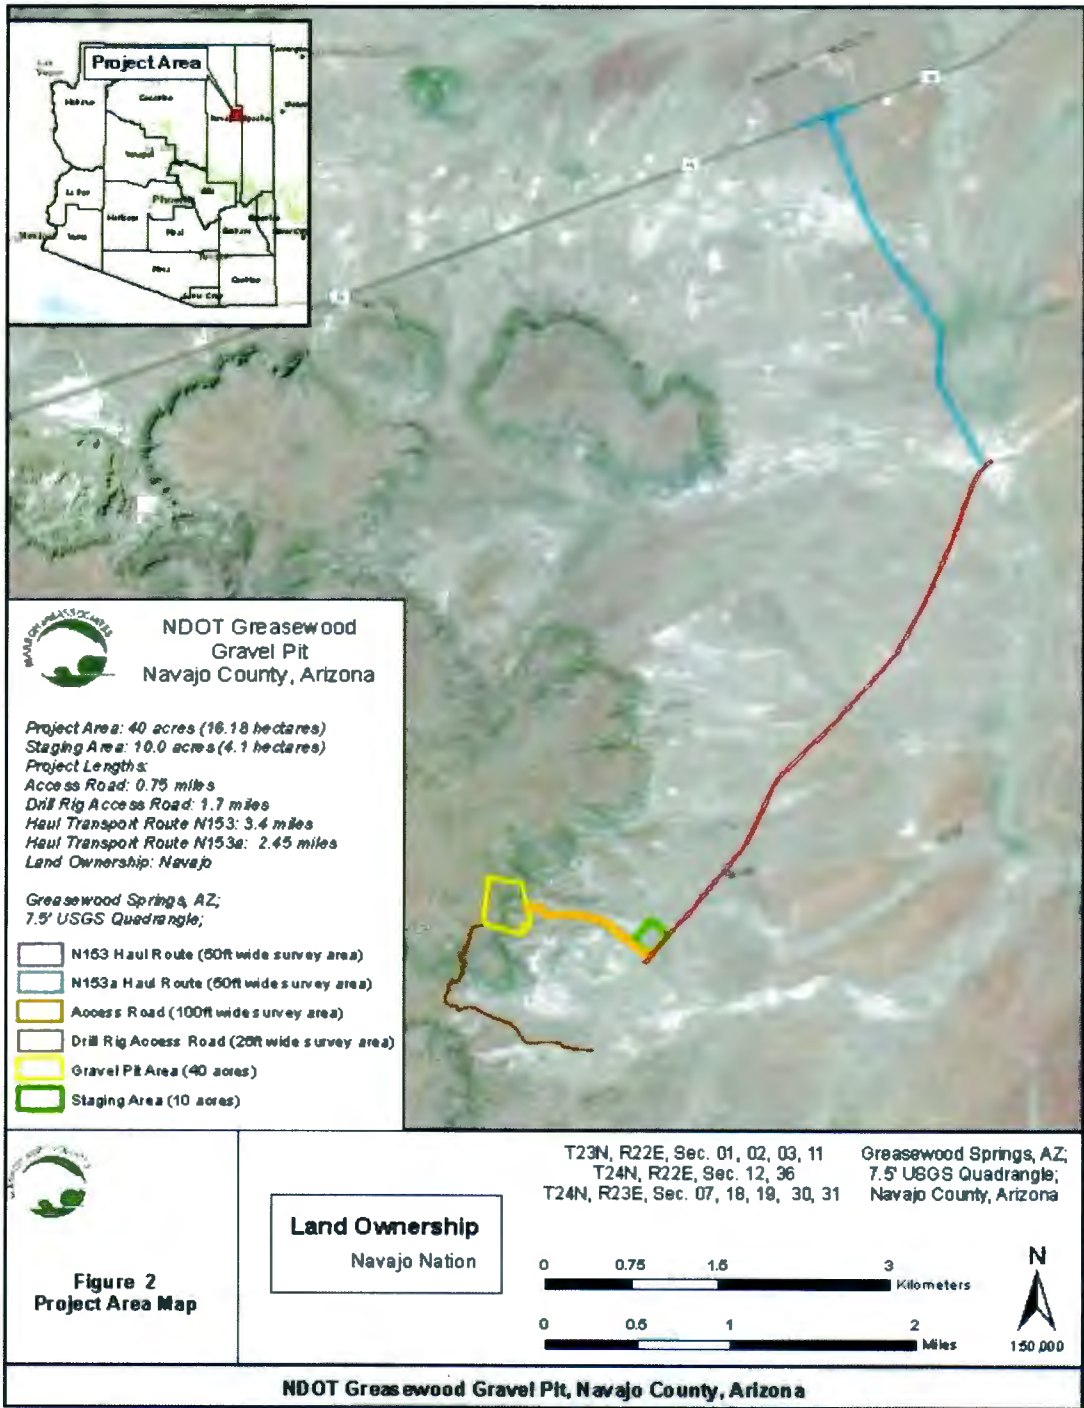 Project Area
Coconino
Phoenix
Pinal
NDOT Greasewood
Gravel Pit
Navajo County, Arizona
Project Area: 40 acres (16.18 hectares)
Staging Area: 10.0 acres (4.1 hectares)
Project Lengths:
Access Road: 0.75 miles
Drill Rig Access Road: 1.7 miles
Haul Transport Route N153: 3.4 miles
Haul Transport Route N153a: 2.45 miles
Land Ownership: Navajo
Greasewood Springs, AZ;
7.5' USGS Quadrangle;
N153 Haul Route (60ft wide survey area)
N153a Haul Route (60ft wide survey area)
Access Road (100ft wide survey area)
Drill Rig Access Road (26ft wide survey area)
Gravel Pit Area (40 acres)
Staging Area (10 acres)
Figure 2
Project Area Map
Land Ownership
Navajo Nation
T23N, R22E, Sec. 01, 02, 03, 11
T24N, R22E, Sec. 12, 36
T24N, R23E, Sec. 07, 18, 19, 30, 31
Greasewood Springs, AZ;
7.5' USGS Quadrangle;
Navajo County, Arizona
0 0.75 1.5 3
Kilometers
0 0.5 1 2
Miles
N
1:50,000
NDOT Greasewood Gravel Pit, Navajo County, Arizona